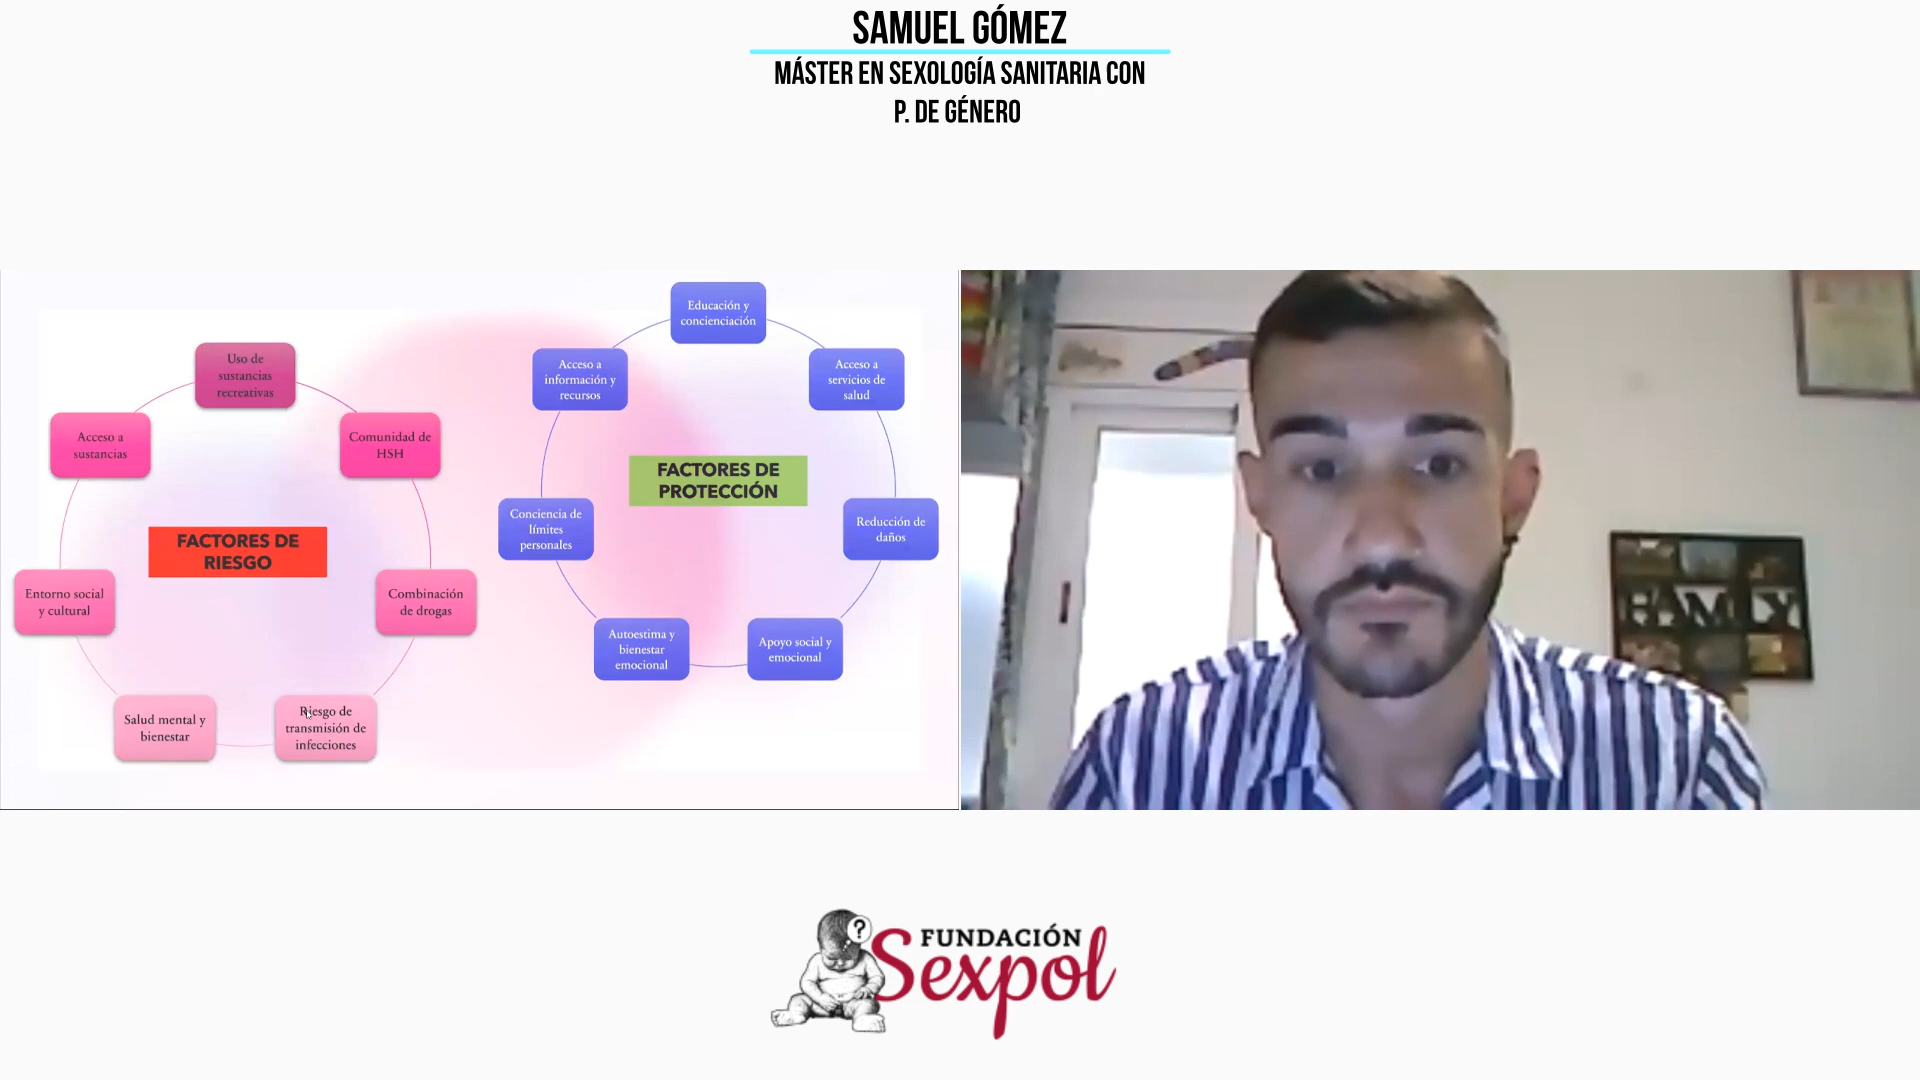 SAMUEL GÓMEZ
MÁSTER EN SEXOLOGÍA SANITARIA CON
P. DE GÉNERO
Uso de
sustancias
recreativas
Acceso a
sustancias
Comunidad de
HSH
FACTORES DE
RIESGO
Entorno social
y cultural
Combinación
de drogas
Salud mental y
bienestar
Riesgo de
transmisión de
infecciones
Educación y
concienciación
Acceso a
información y
recursos
Acceso a
servicios de
salud
FACTORES DE
PROTECCIÓN
Conciencia de
límites
personales
Reducción de
daños
Autoestima y
bienestar
emocional
Apoyo social y
emocional
FAMILY
?
FUNDACIÓN
Sexpol